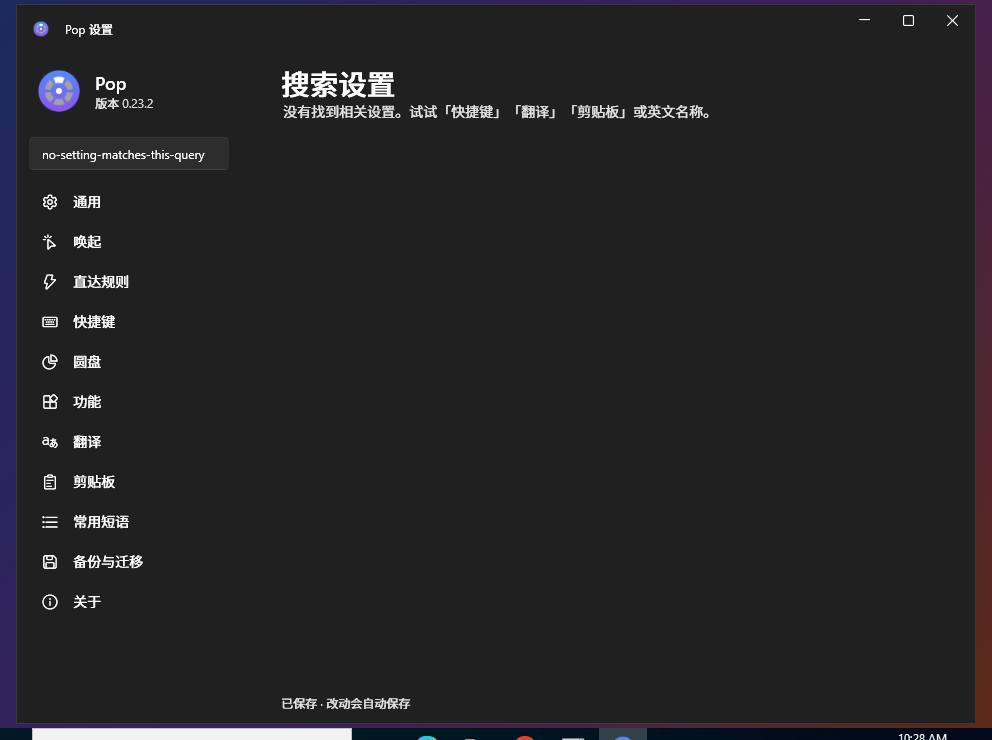 Pop 设置
Pop
版本 0.23.2
no-setting-matches-this-query
通用
唤起
直达规则
快捷键
圆盘
功能
翻译
剪贴板
常用短语
备份与迁移
关于
搜索设置
没有找到相关设置。试试「快捷键」「翻译」「剪贴板」或英文名称。
已保存 · 改动会自动保存
10:28 AM